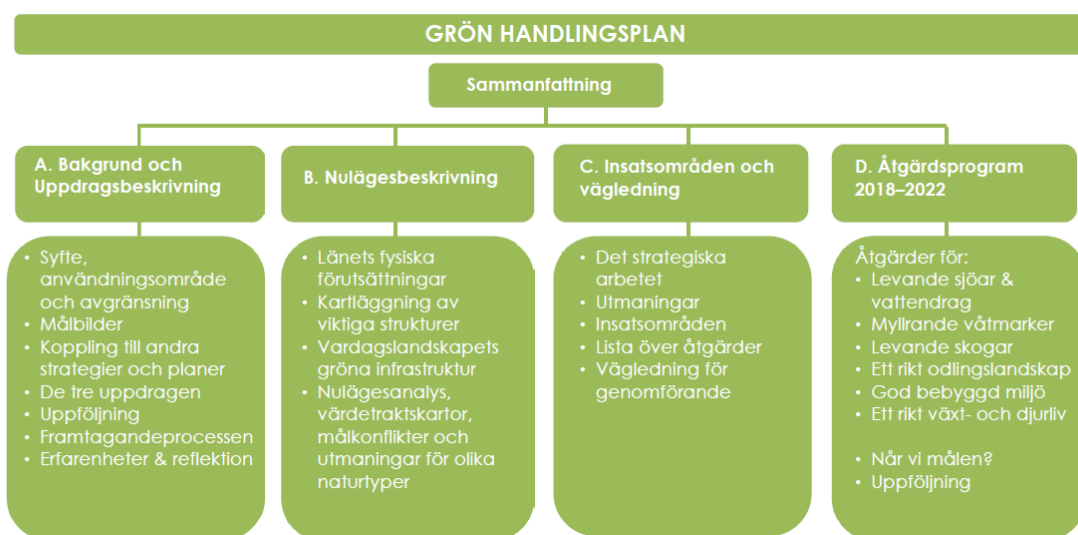 GRÖN HANDLINGSPLAN
Sammanfattning
A. Bakgrund och
Uppdragsbeskrivning
• Syfte,
användningsområde
och avgränsning
• Målbilder
• Koppling till andra
strategier och planer
• De tre uppdragen
• Uppföljning
• Framtagandeprocessen
• Erfarenheter & reflektion
B. Nulägesbeskrivning
• Länets fysiska
förutsättningar
• Kartläggning av
viktiga strukturer
• Vardagslandskapets
gröna infrastruktur
• Nulägesanalys,
värdetraktskartor,
målkonflikter och
utmaningar för olika
naturtyper
C. Insatsområden och
vägledning
• Det strategiska
arbetet
• Utmaningar
• Insatsområden
• Lista över åtgärder
• Vägledning för
genomförande
D. Åtgärdsprogram
2018–2022
Åtgärder för:
• Levande sjöar &
vattendrag
• Myllrande våtmarker
• Levande skogar
• Ett rikt odlingslandskap
• God bebyggd miljö
• Ett rikt växt- och djurliv
• Når vi målen?
• Uppföljning